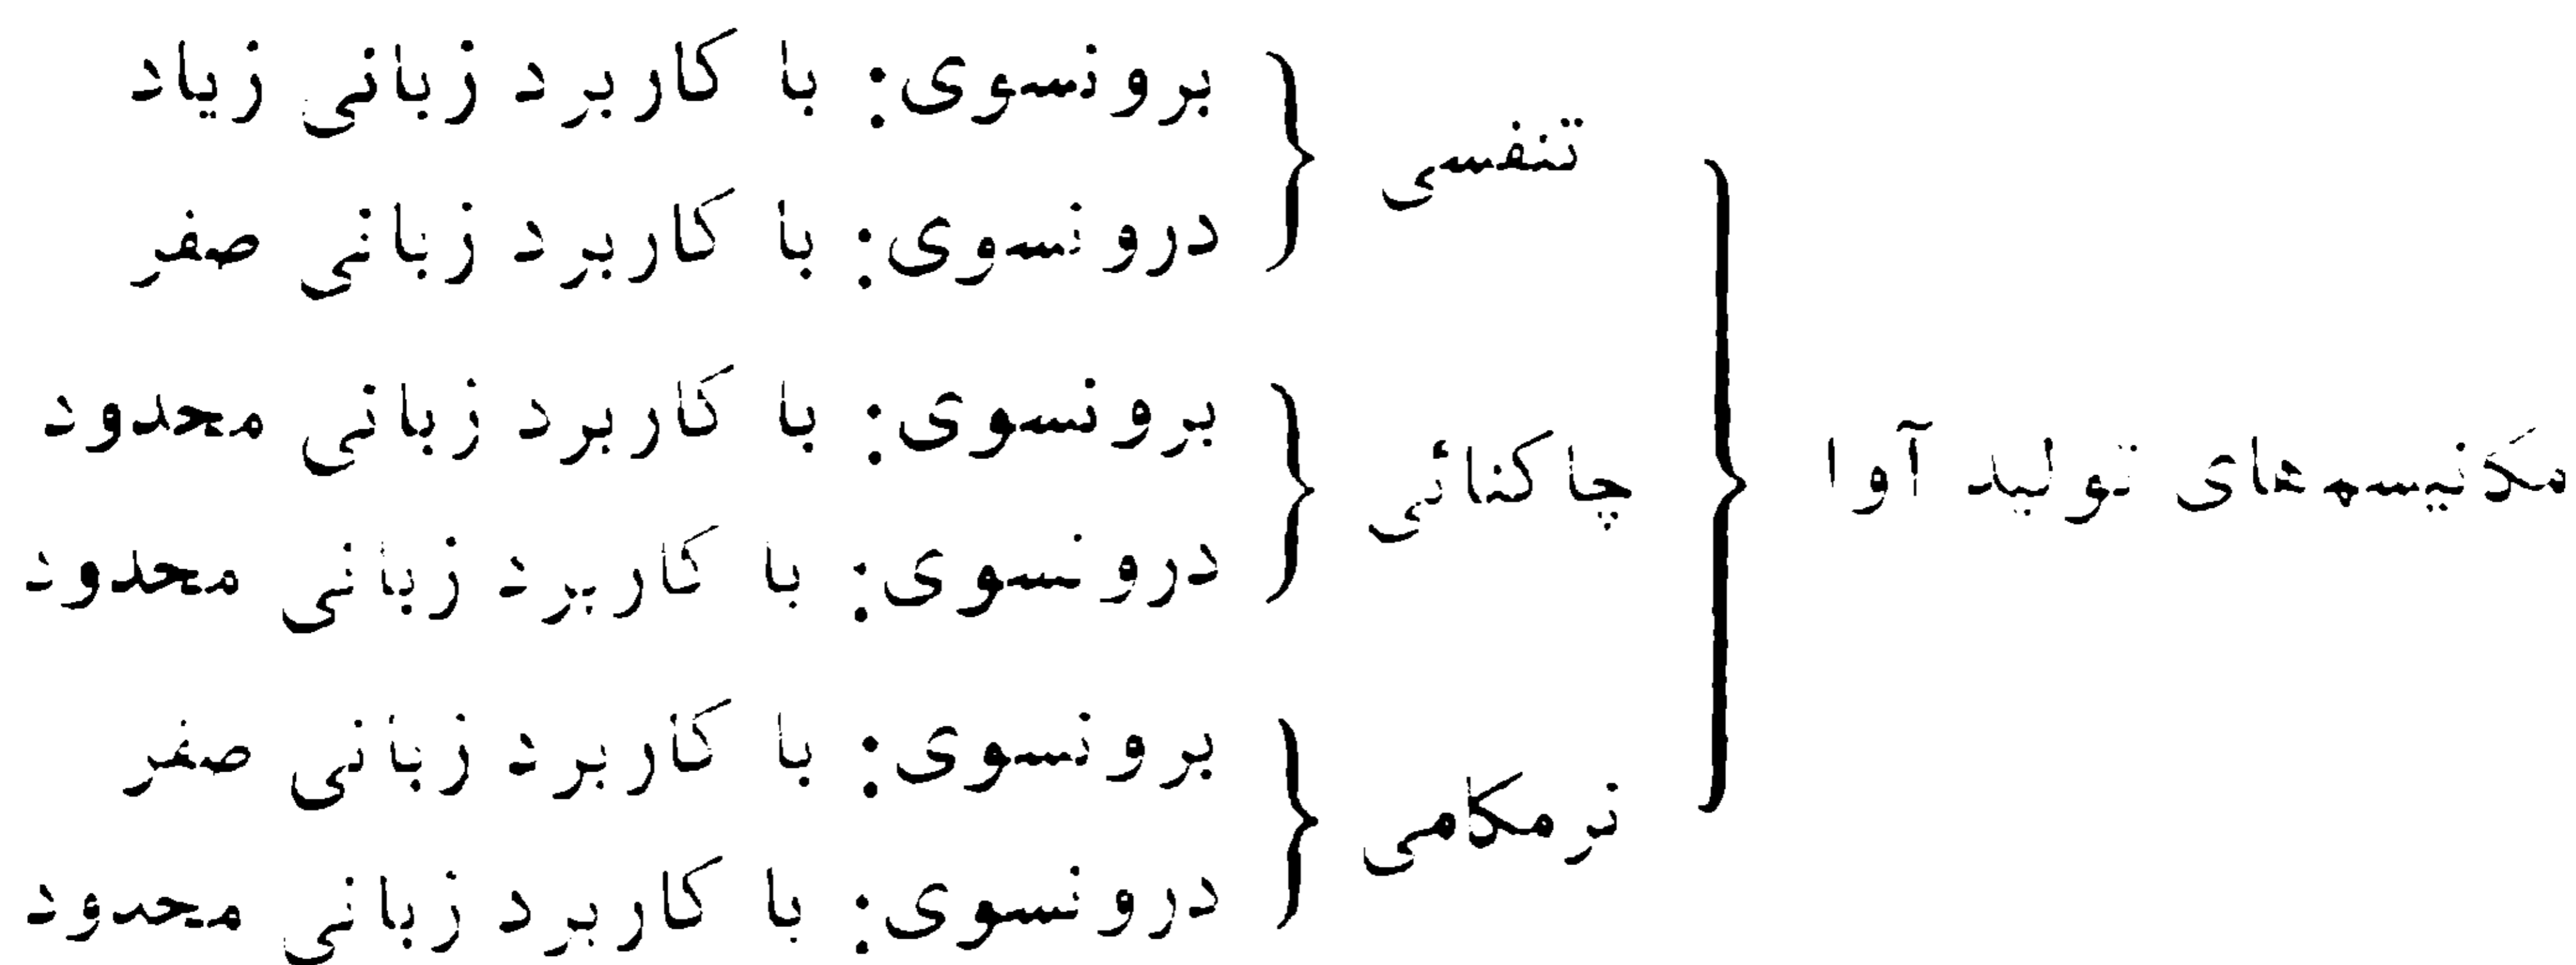 برونسوی: با کاربرد زبانی زیاد
تنفسی
درونسوی: با کاربرد زبانی صفر
برونسوی: با کاربرد زبانی محدود
مکانیسم‌های تولید آوا
چاکنائی
درونسوی: با کاربرد زبانی محدود
برونسوی: با کاربرد زبانی صفر
نرمکامی
درونسوی: با کاربرد زبانی محدود